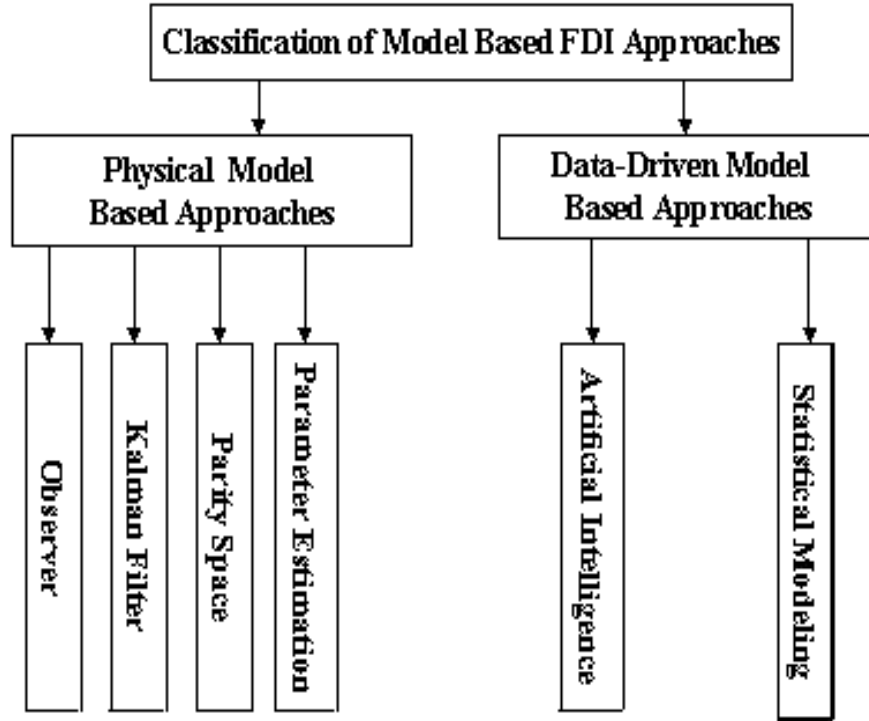 Classification of Model Based FDI Approaches
Physical Model
Based Approaches
Data-Driven Model
Based Approaches
Observer
Kalman Filter
Parity Space
Parameter Estimation
Artificial Intelligence
Statistical Modeling